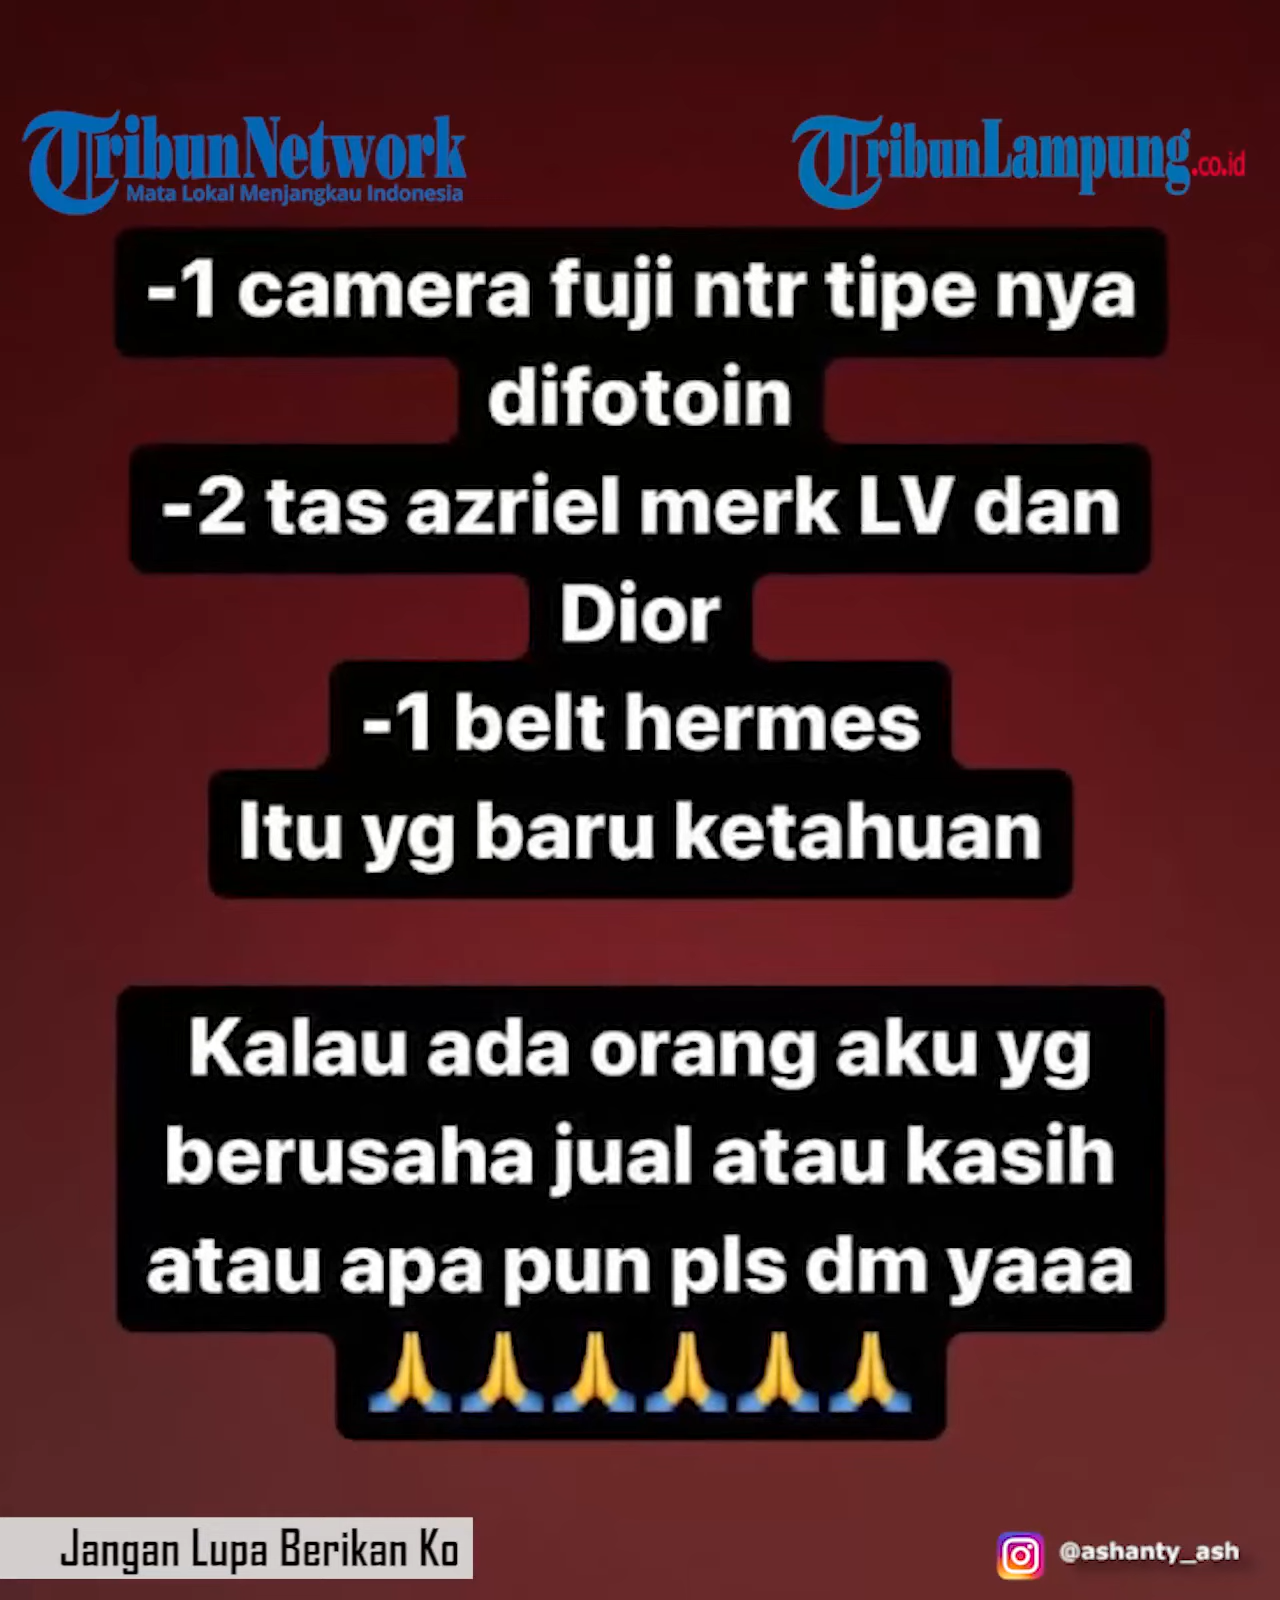 TribunNetwork
Mata Lokal Menjangkau Indonesia
TribunLampung.co.id
-1 camera fuji ntr tipe nya
difotoin
-2 tas azriel merk LV dan
Dior
-1 belt hermes
Itu yg baru ketahuan
Kalau ada orang aku yg
berusaha jual atau kasih
atau apa pun pls dm yaaa
🙏🙏🙏🙏🙏🙏
Jangan Lupa Berikan Ko
@ashanty_ash